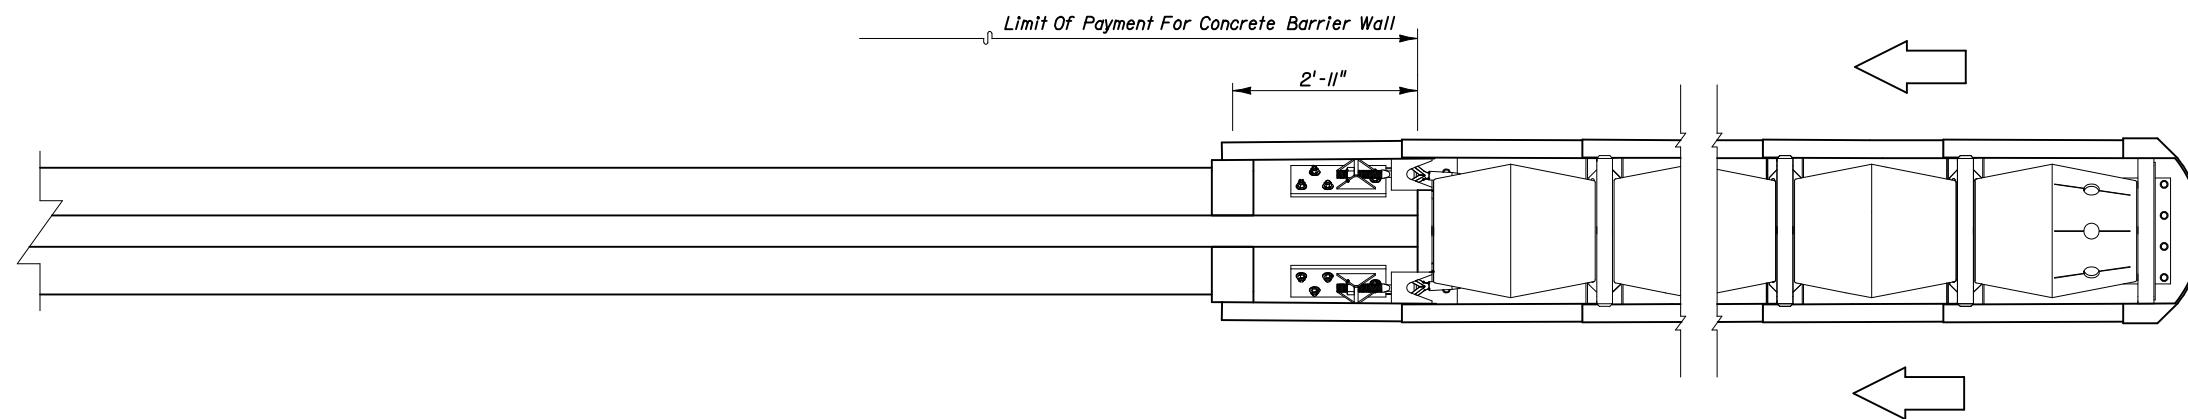 Limit Of Payment For Concrete Barrier Wall
2'-11"